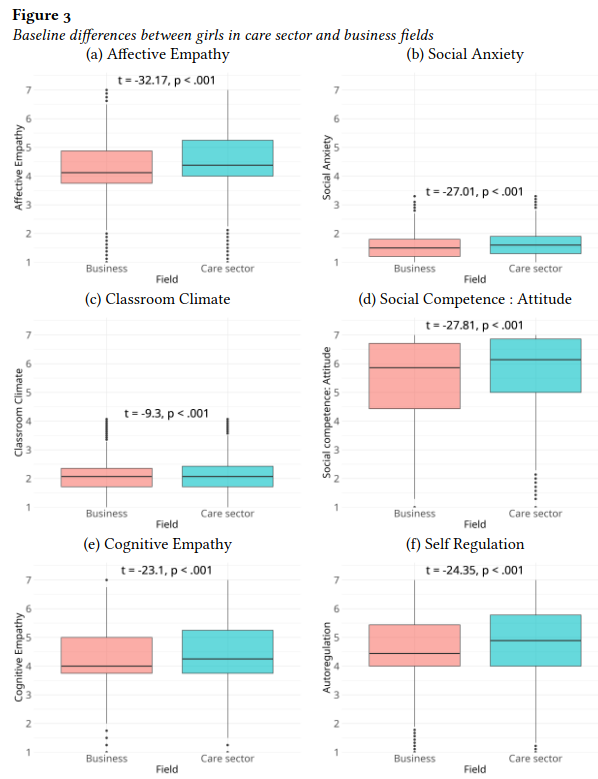 Figure 3
Baseline differences between girls in care sector and business fields
(a) Affective Empathy
t = -32.17, p < .001
7
6
5
4
3
2
1
Affective Empathy
Business
Care sector
Field
(b) Social Anxiety
t = -27.01, p < .001
7
6
5
4
3
2
1
Social Anxiety
Business
Care sector
Field
(c) Classroom Climate
t = -9.3, p < .001
7
6
5
4
3
2
1
Classroom Climate
Business
Care sector
Field
(d) Social Competence : Attitude
t = -27.81, p < .001
7
6
5
4
3
2
1
Social competence: Attitude
Business
Care sector
Field
(e) Cognitive Empathy
t = -23.1, p < .001
7
6
5
4
3
2
1
Cognitive Empathy
Business
Care sector
Field
(f) Self Regulation
t = -24.35, p < .001
7
6
5
4
3
2
1
Autoregulation
Business
Care sector
Field